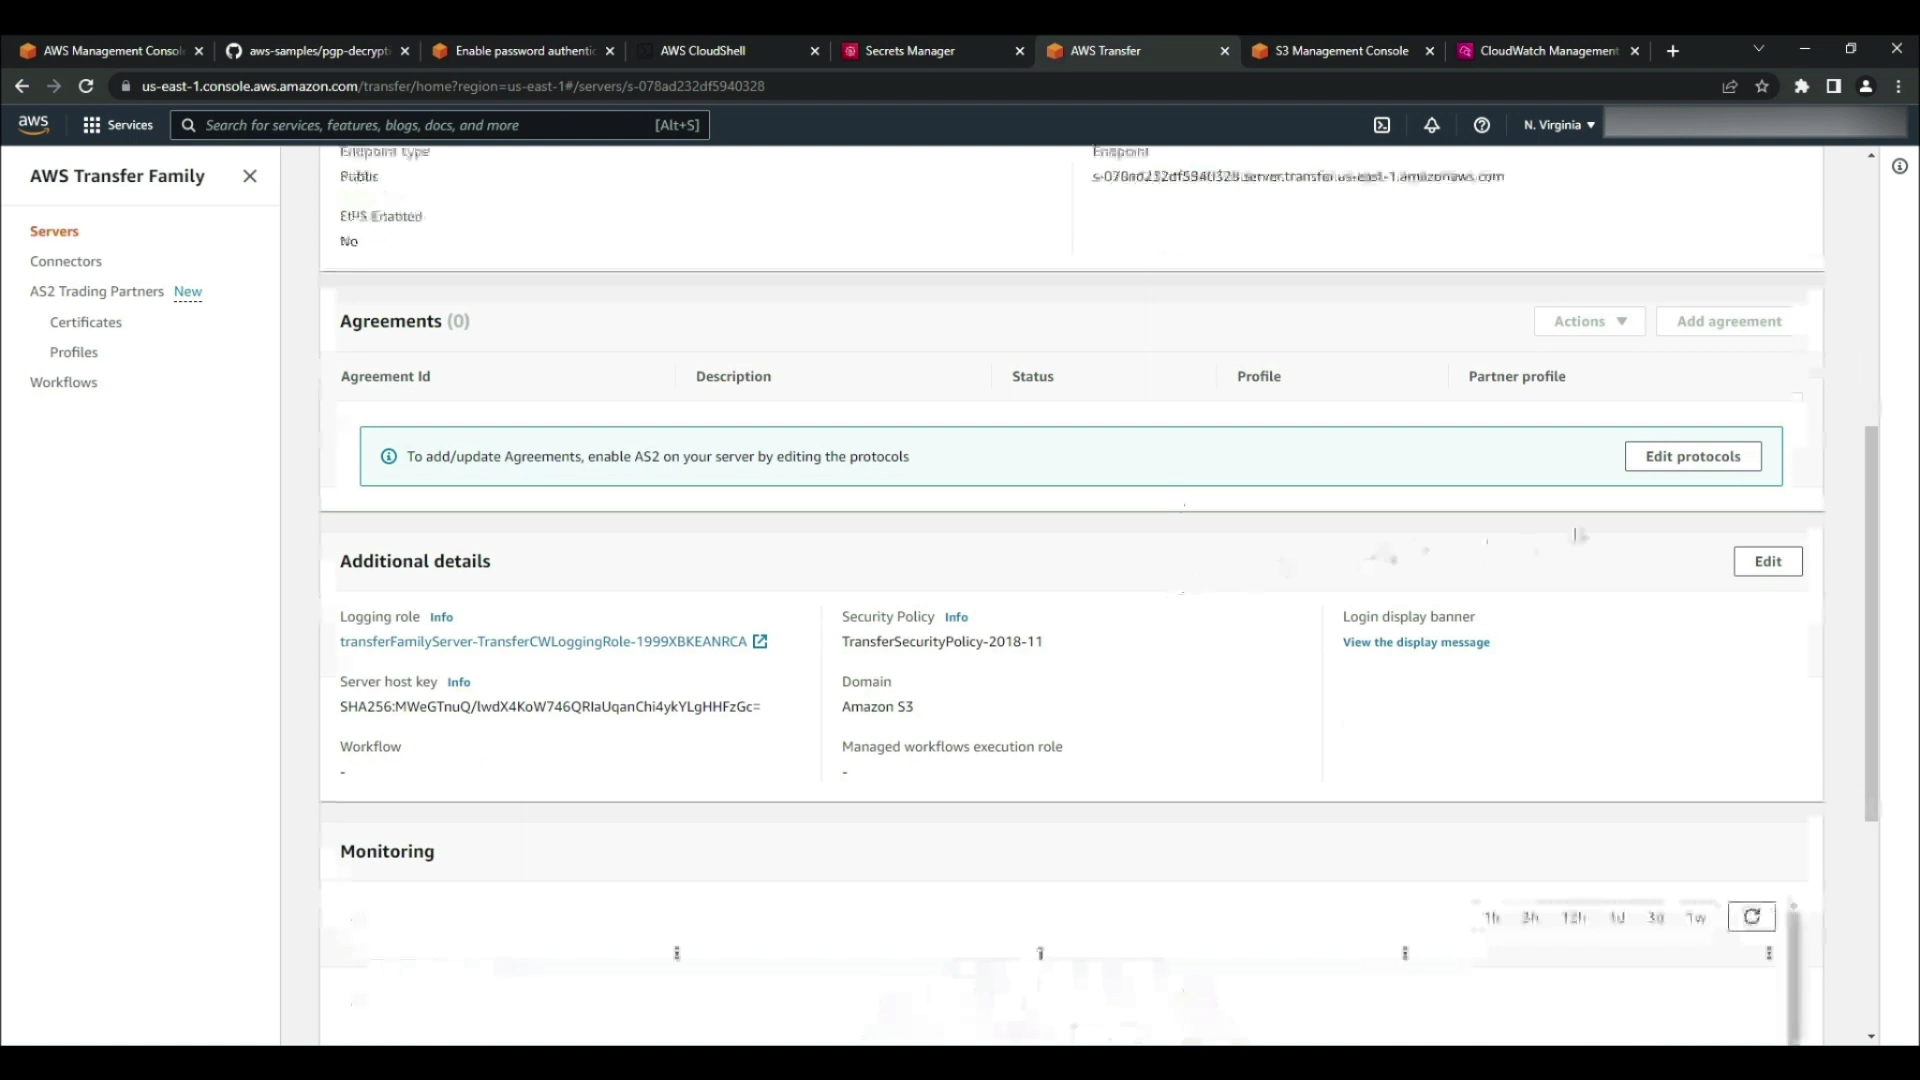 AWS Management Consol
aws-samples/pgp-decrypt
Enable password authentic
AWS CloudShell
Secrets Manager
AWS Transfer
S3 Management Console
CloudWatch Management
us-east-1.console.aws.amazon.com/transfer/home?region=us-east-1#/servers/s-078ad232df5940328
aws
Services
Search for services, features, blogs, docs, and more
[Alt+S]
N. Virginia
AWS Transfer Family
Servers
Connectors
AS2 Trading Partners New
Certificates
Profiles
Workflows
Endpoint type
Public
Endpoint
s-078ad232df5940328.server.transfer.us-east-1.amazonaws.com
FIPS Enabled
No
Agreements (0)
Actions
Add agreement
Agreement Id
Description
Status
Profile
Partner profile
To add/update Agreements, enable AS2 on your server by editing the protocols
Edit protocols
Additional details
Edit
Logging role Info
transferFamilyServer-TransferCWLoggingRole-1999XBKEANRCA
Server host key Info
SHA256:MWeGTnuQ/lwdX4KoW746QRIaUqanChi4ykYLgHHFzGc=
Workflow
-
Security Policy Info
TransferSecurityPolicy-2018-11
Domain
Amazon S3
Managed workflows execution role
-
Login display banner
View the display message
Monitoring
1h 3h 12h 1d 3d 1w